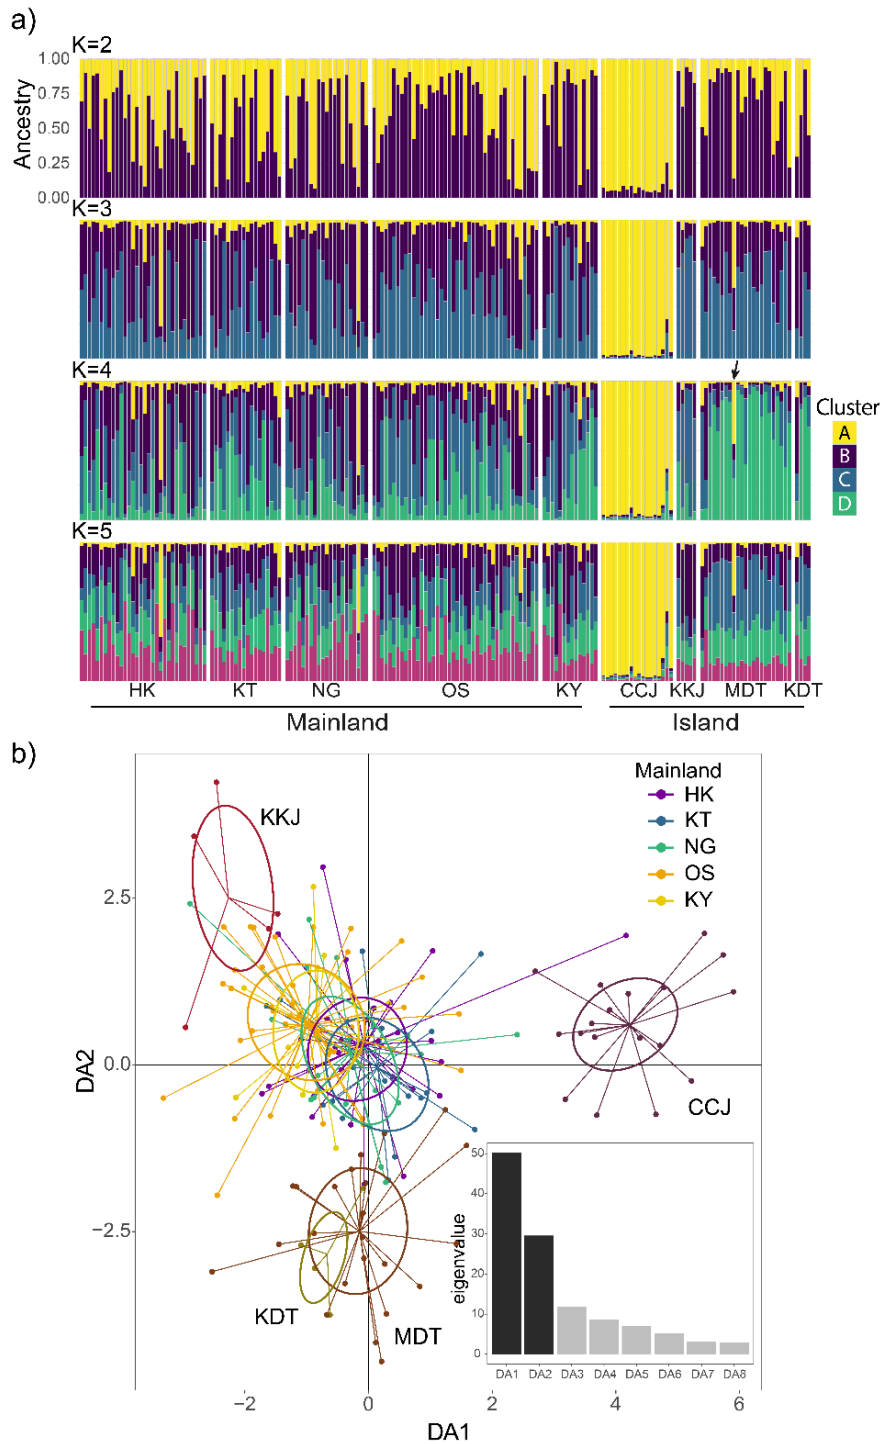 a)
K=2
Ancestry
1.00
0.75
0.50
0.25
0.00
K=3
K=4
Cluster
A
B
C
D
K=5
HK KT NG OS KY CCJ KKJ MDT KDT
Mainland Island
b)
Mainland
HK
KT
NG
OS
KY
KKJ
CCJ
KDT
MDT
DA2
2.5
0.0
−2.5
−2 0 2 4 6
DA1
eigenvalue
50
40
30
20
10
0
DA1 DA2 DA3 DA4 DA5 DA6 DA7 DA8